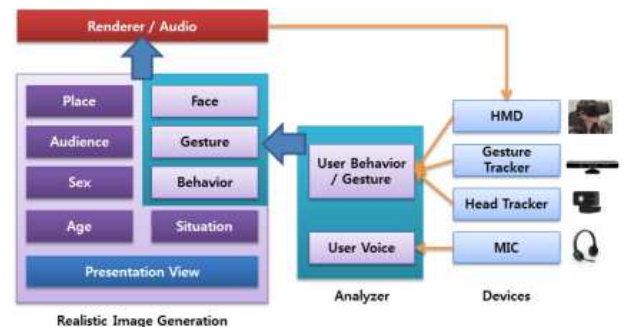 Renderer / Audio
Place
Face
Audience
Gesture
Sex
Behavior
Age
Situation
Presentation View
Realistic Image Generation
User Behavior
/ Gesture
User Voice
Analyzer
HMD
Gesture
Tracker
Head Tracker
MIC
Devices